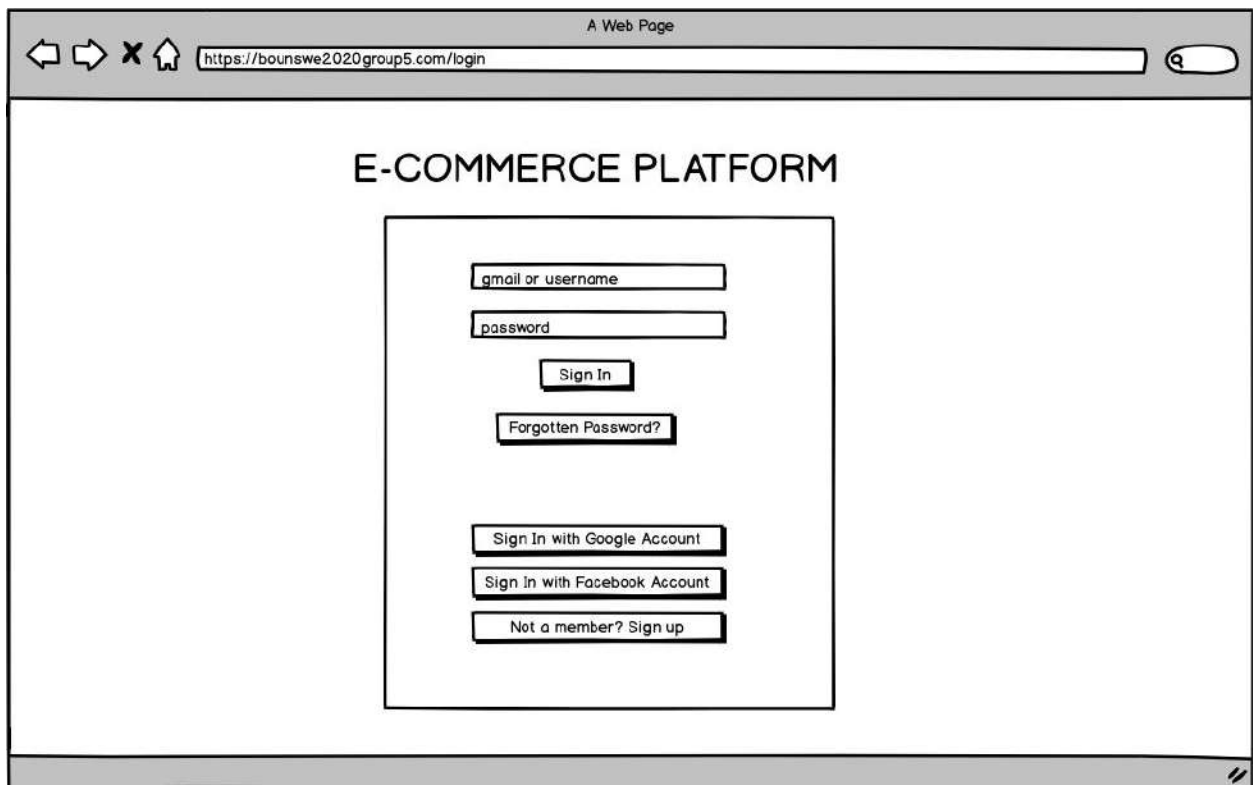 A Web Page
https://bounswe2020group5.com/login
E-COMMERCE PLATFORM
gmail or username
password
Sign In
Forgotten Password?
Sign In with Google Account
Sign In with Facebook Account
Not a member? Sign up